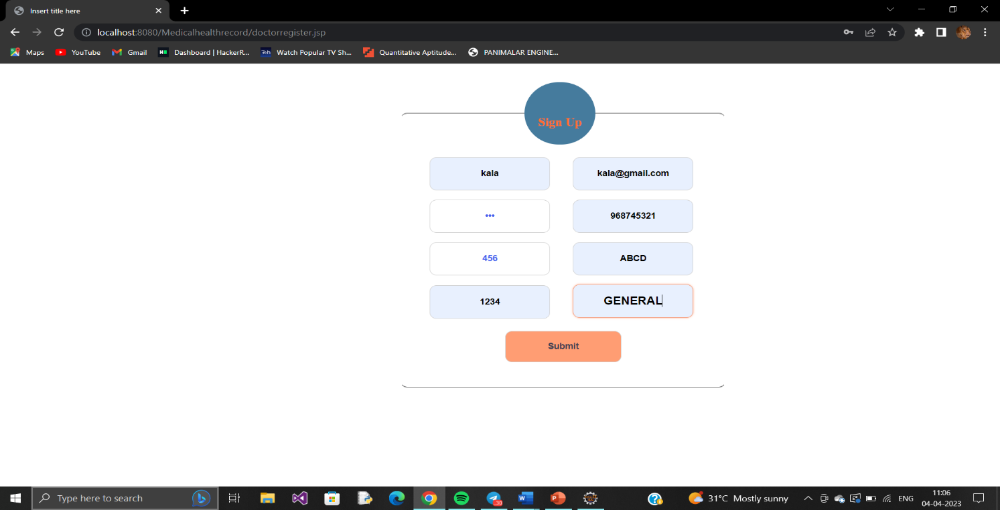 Insert title here
localhost:8080/Medicalhealthrecord/doctorregister.jsp
Maps YouTube Gmail Dashboard | HackerR... Watch Popular TV Sh... Quantitative Aptitude... PANIMALAR ENGINE...
Sign Up
kala kala@gmail.com
••• 968745321
456 ABCD
1234 GENERAL
Submit
Type here to search 31°C Mostly sunny ENG 11:06
04-04-2023